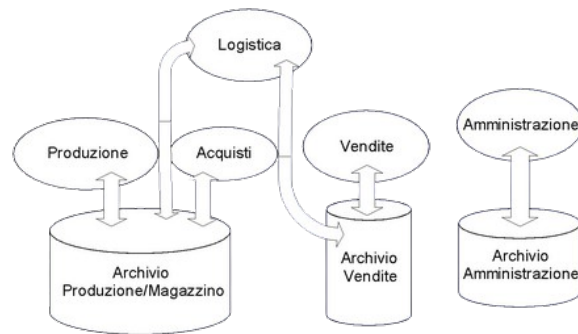 Logistica
Produzione
Acquisti
Vendite
Amministrazione
Archivio
Produzione/Magazzino
Archivio
Vendite
Archivio
Amministrazione